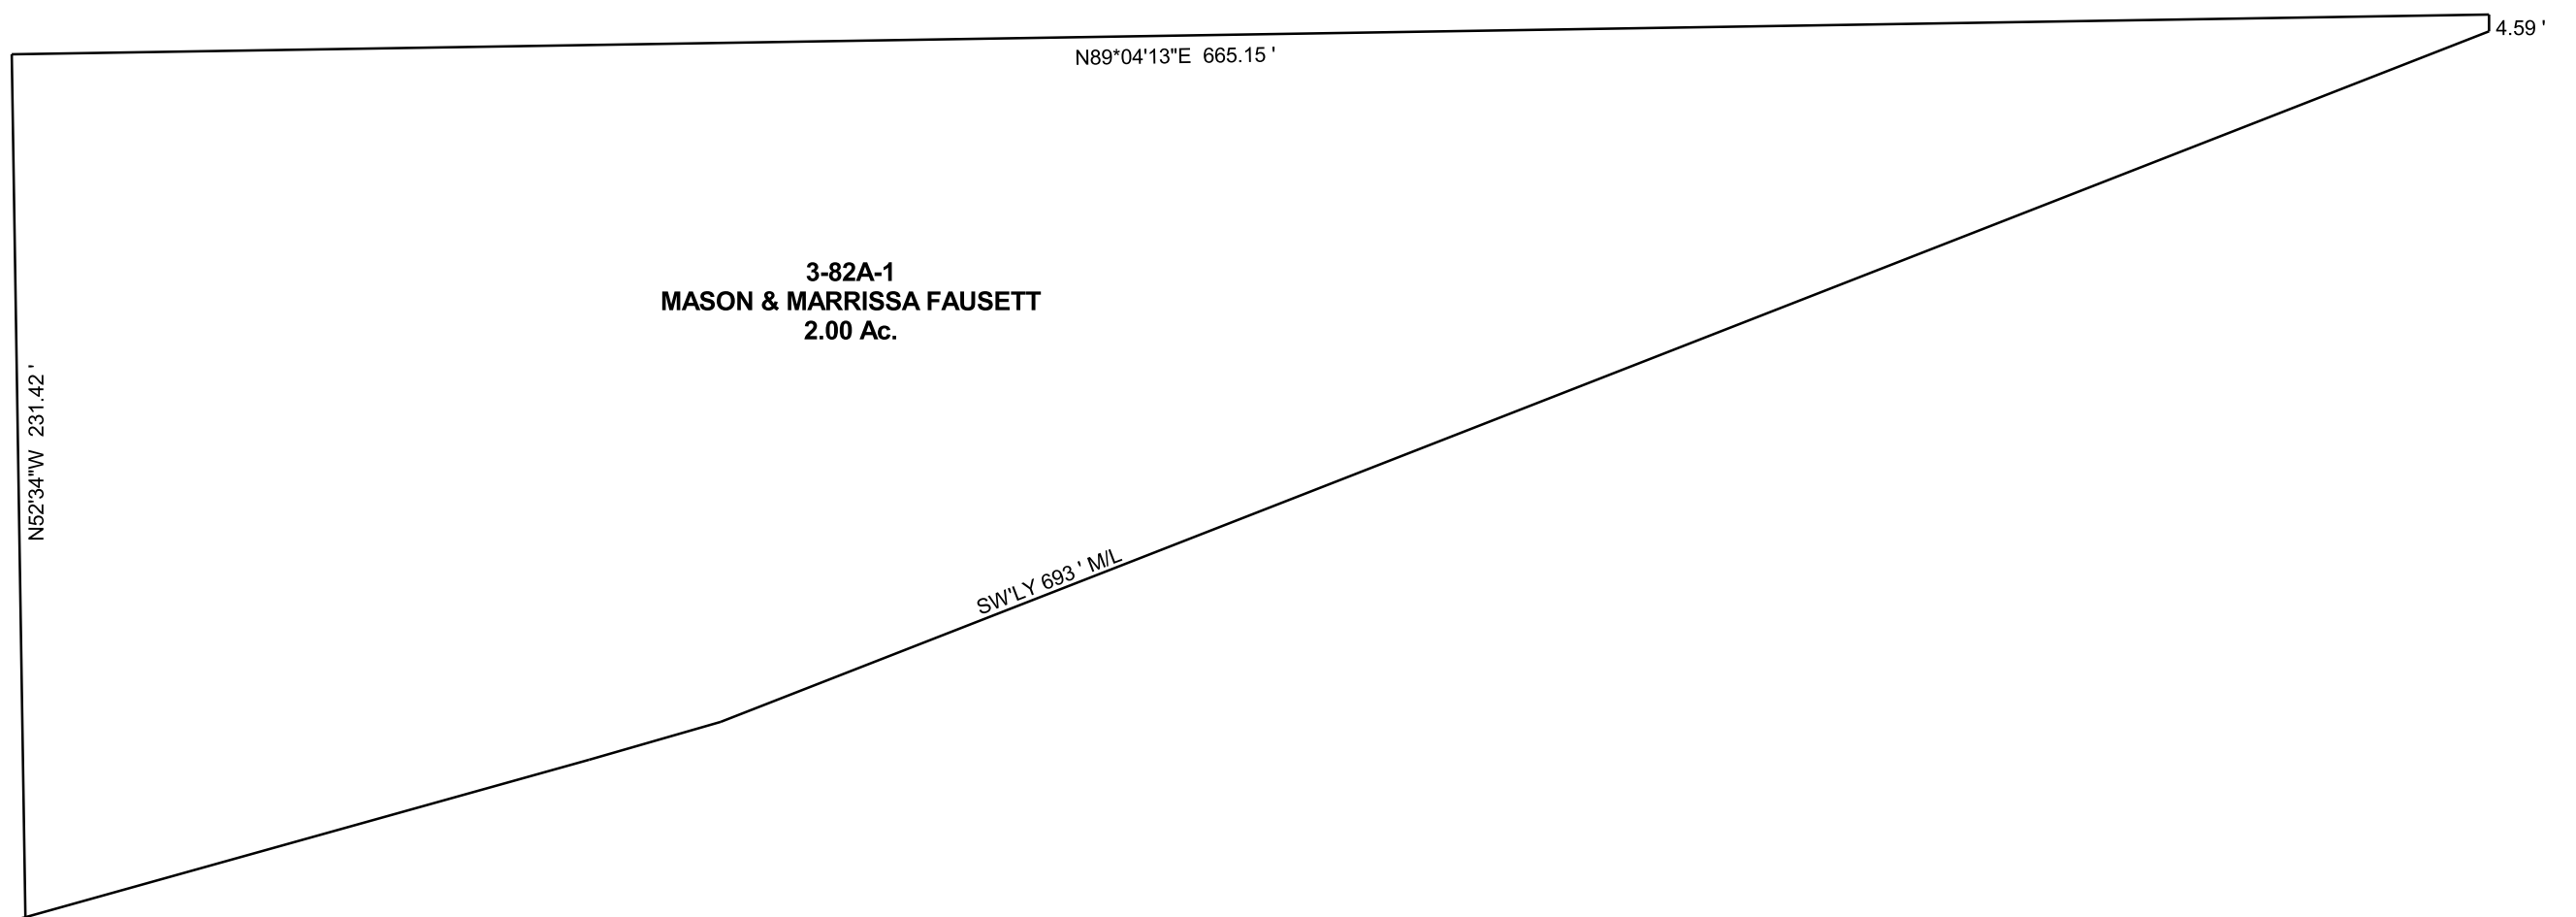 4.59 '
N89*04'13"E  665.15 '
3-82A-1
MASON & MARRISSA FAUSETT
2.00 Ac.
N52'34"W  231.42 '
SW'LY 693 ' M/L